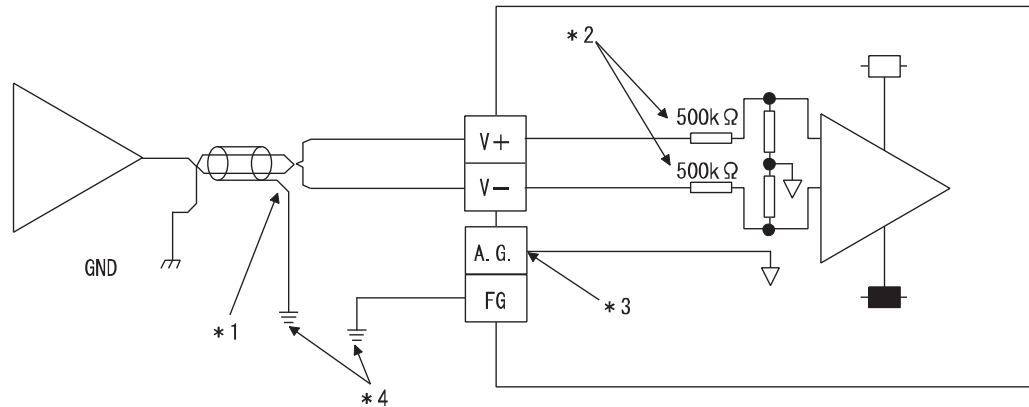 *2
500kΩ
V+
500kΩ
V−
A.G.
GND
FG
*3
*1
*4